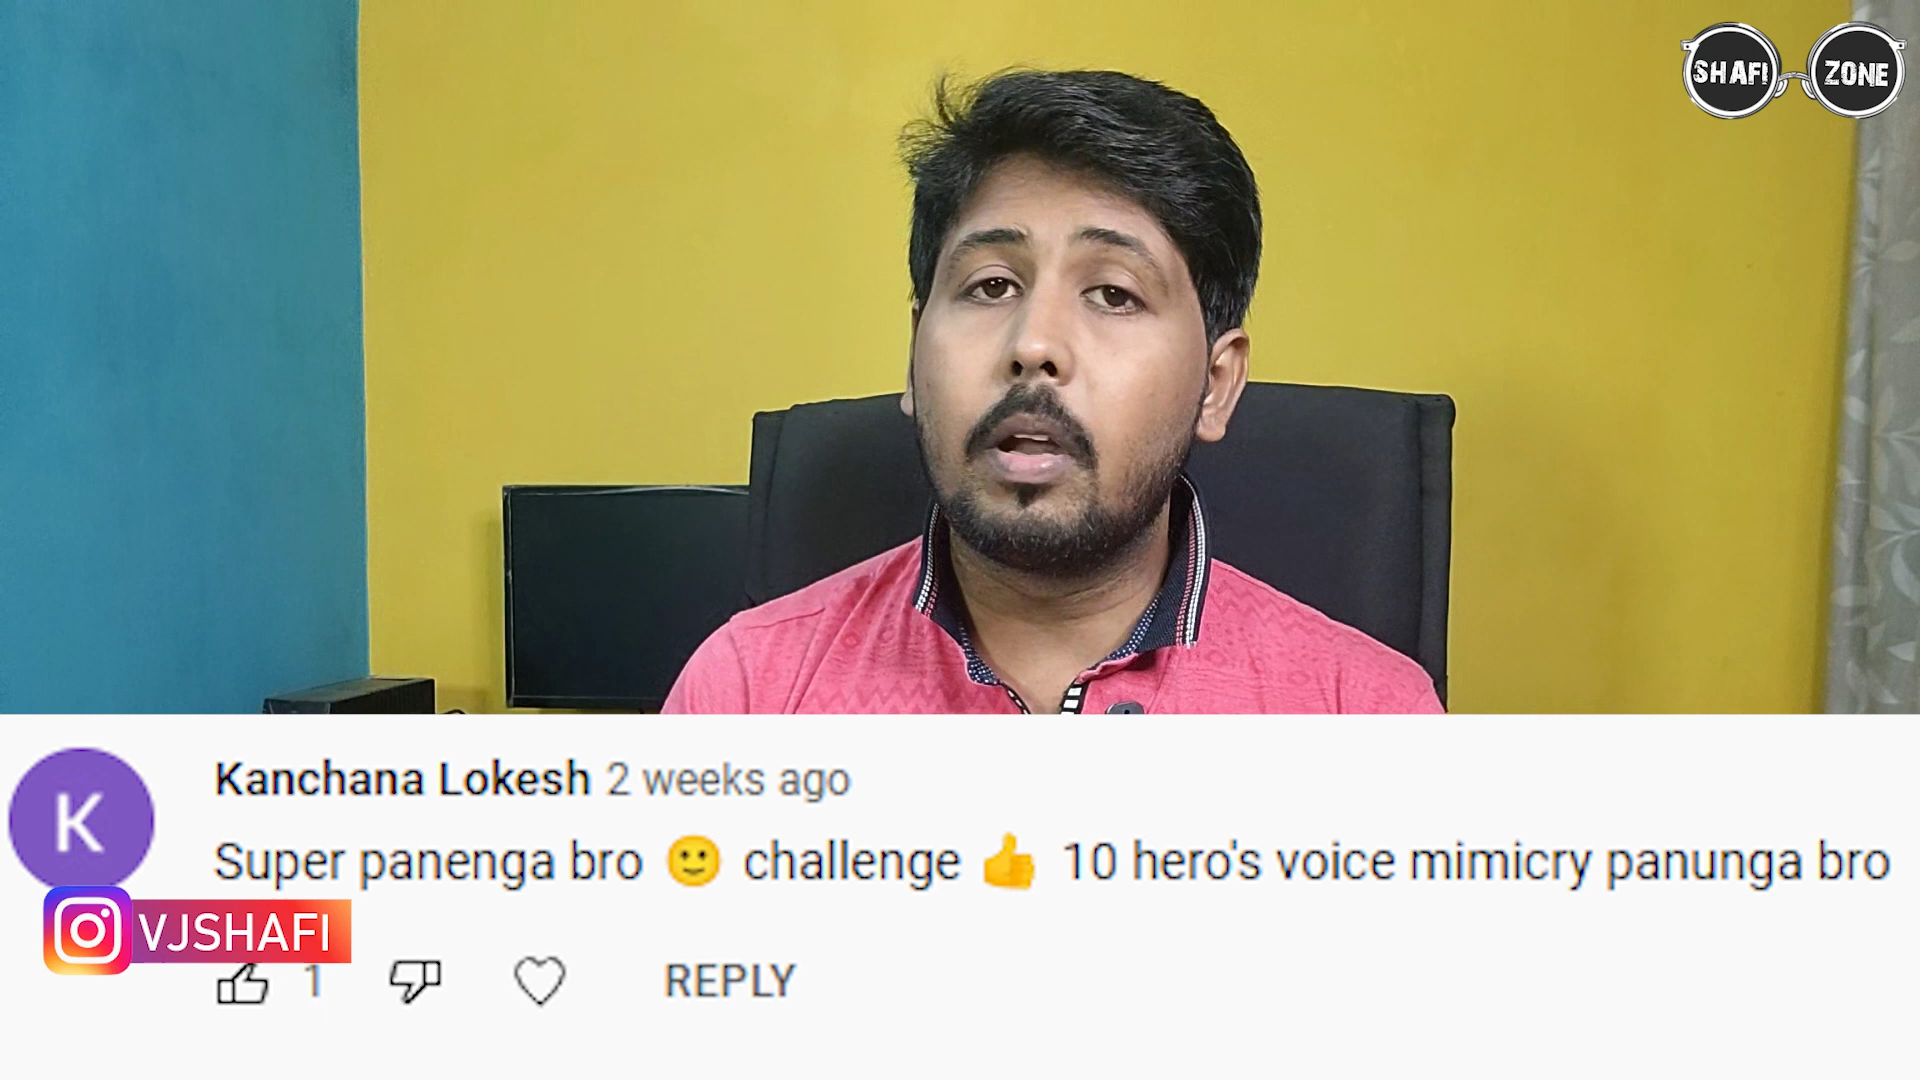 SHAFI ZONE
Kanchana Lokesh 2 weeks ago
K
Super panenga bro 🙂 challenge 👍 10 hero's voice mimicry panunga bro
VJSHAFI
1 REPLY